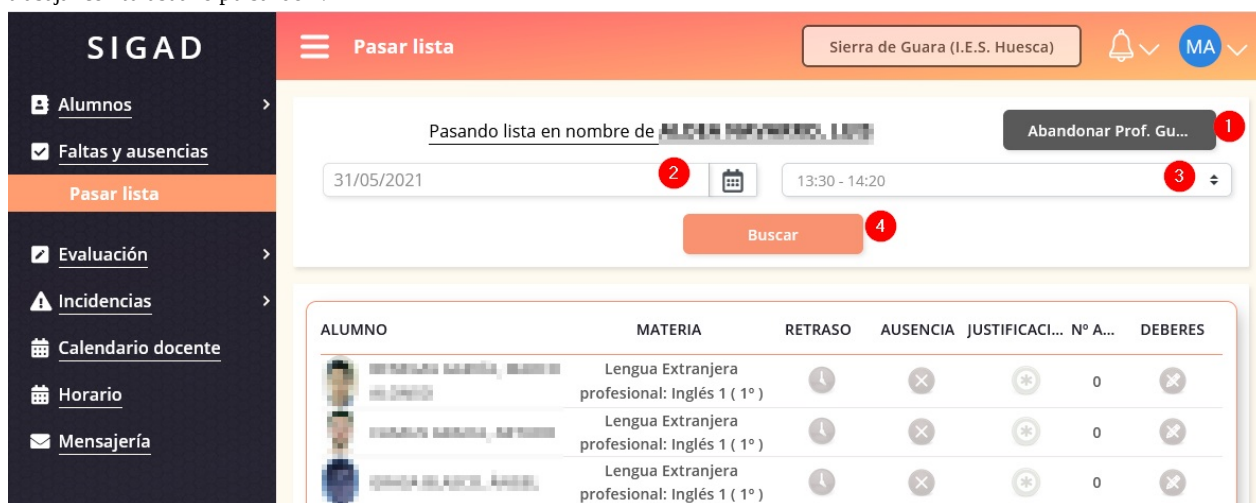 SIGAD
Pasar lista
Sierra de Guara (I.E.S. Huesca)
MA
Alumnos
Faltas y ausencias
Pasar lista
Evaluación
Incidencias
Calendario docente
Horario
Mensajería
Pasando lista en nombre de
Abandonar Prof. Gu...
1
31/05/2021
2
13:30 - 14:20
3
Buscar
4
ALUMNO MATERIA RETRASO AUSENCIA JUSTIFICACI... Nº A... DEBERES
Lengua Extranjera
profesional: Inglés 1 ( 1º )
0
Lengua Extranjera
profesional: Inglés 1 ( 1º )
0
Lengua Extranjera
profesional: Inglés 1 ( 1º )
0